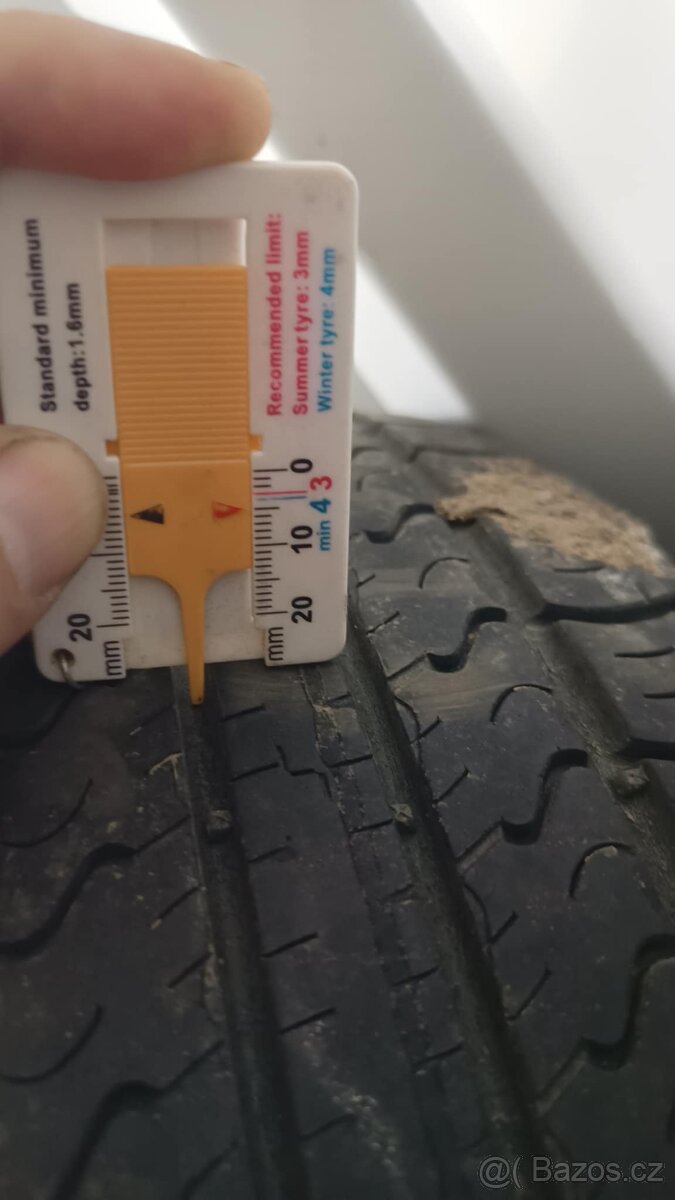 Standard minimum
depth:1.6mm
Recommended limit:
Summer tyre: 3mm
Winter tyre: 4mm
0
min 4 3
10
20
mm
20
mm
@( Bazos.cz